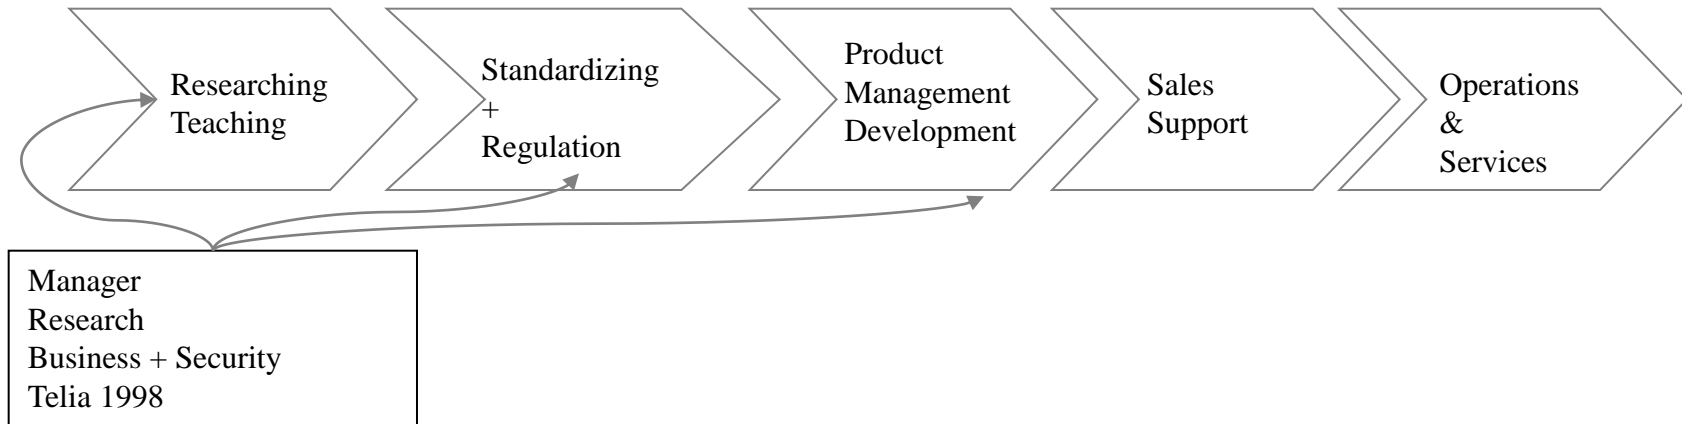 Researching
Teaching
Standardizing
+
Regulation
Product
Management
Development
Sales
Support
Operations
&
Services
Manager
Research
Business + Security
Telia 1998